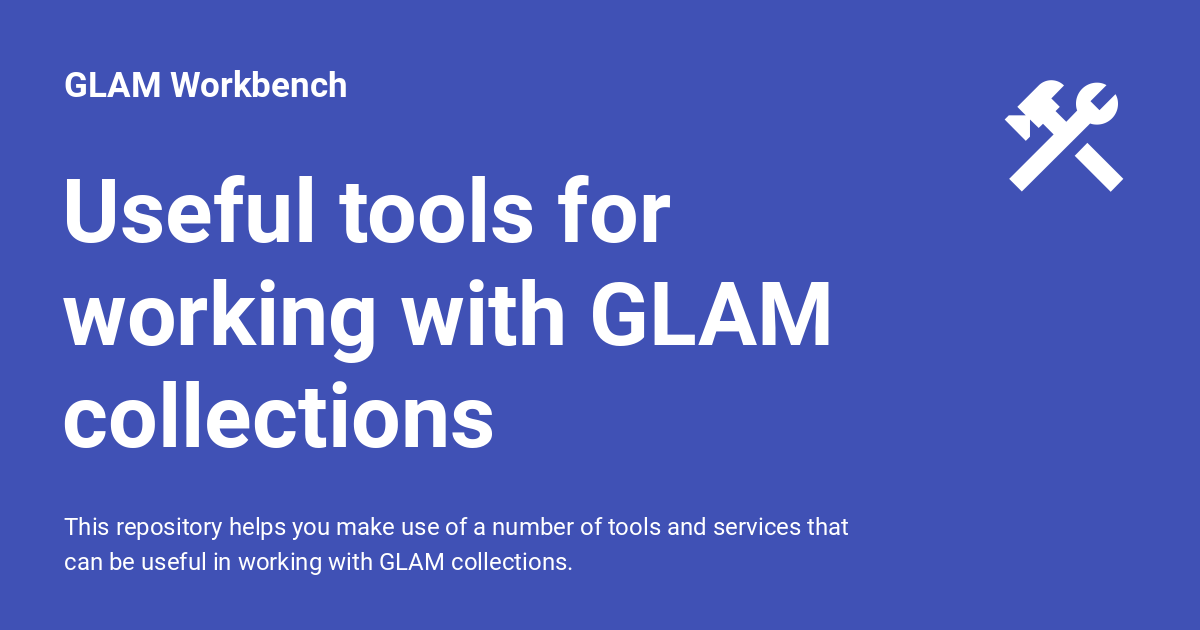 GLAM Workbench
Useful tools for
working with GLAM
collections
This repository helps you make use of a number of tools and services that
can be useful in working with GLAM collections.